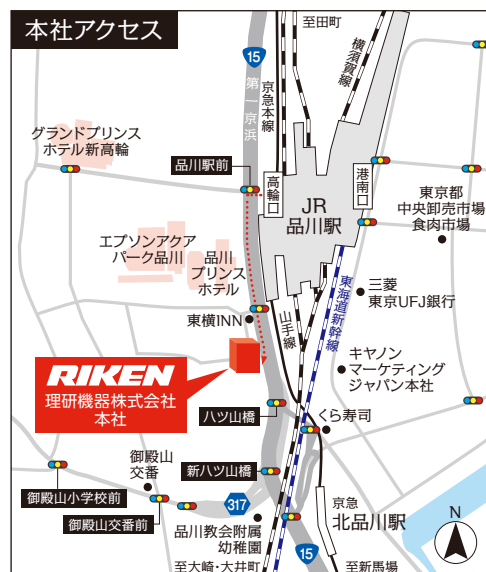 本社アクセス
至田町
横須賀線
15
第一京浜
京急本線
グランドプリンス
ホテル新高輪
品川駅前
高輪口
港南口
JR
品川駅
東京都
中央卸売市場
食肉市場
エプソンアクア
パーク品川
品川
プリンス
ホテル
東海道新幹線
三菱
東京UFJ銀行
山手線
東横INN
RIKEN
理研機器株式会社
本社
キヤノン
マーケティング
ジャパン本社
八ツ山橋
くら寿司
御殿山
交番
新八ツ山橋
御殿山小学校前
317
御殿山交番前
品川教会附属
幼稚園
京急
北品川駅
N
15
至大崎・大井町
至新馬場